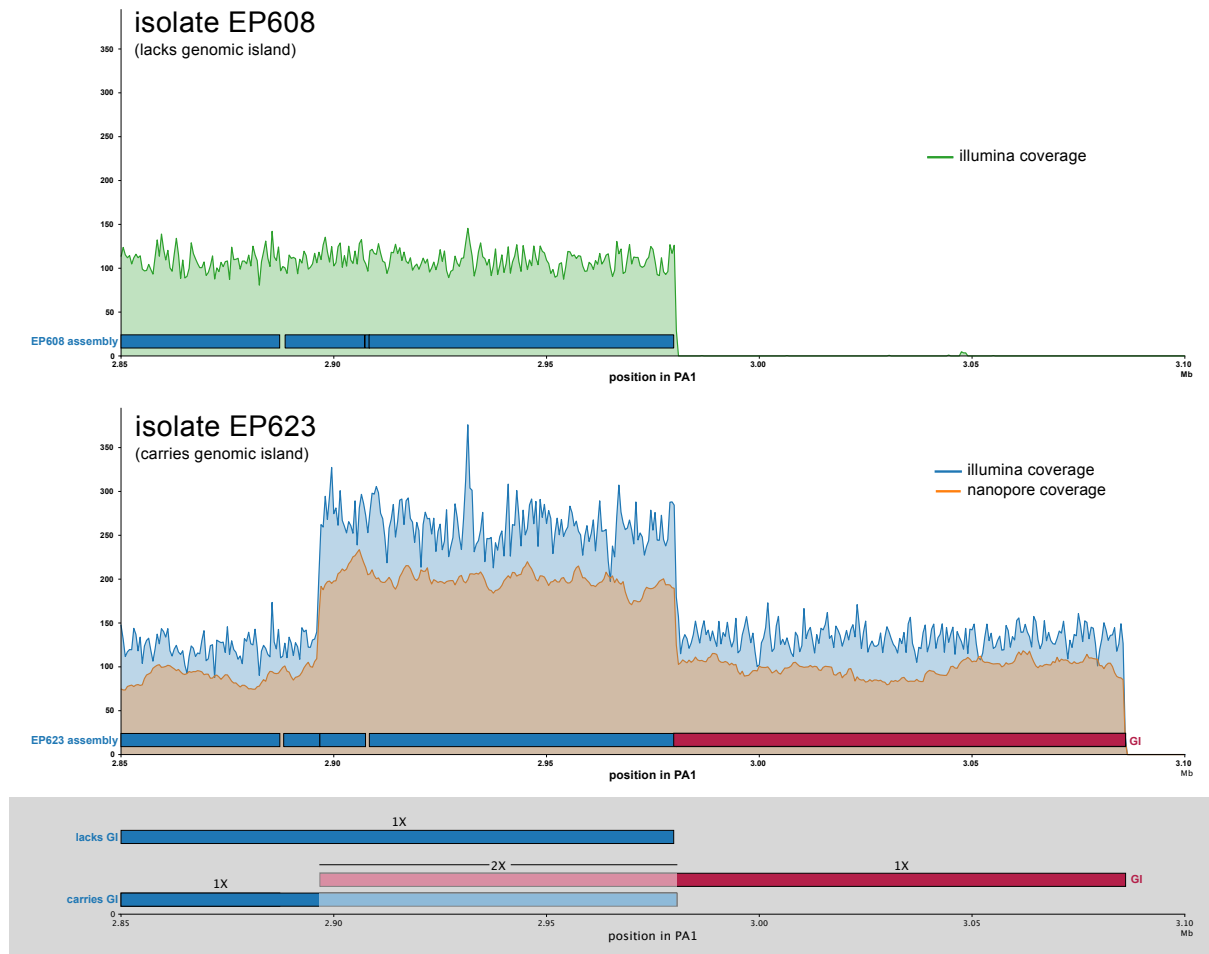 isolate EP608
(lacks genomic island)
350
300
250
200
150
100
50
0
illumina coverage
EP608 assembly
2.85 2.90 2.95 3.00 3.05 3.10
position in PA1 Mb
isolate EP623
(carries genomic island)
350
300
250
200
150
100
50
0
illumina coverage
nanopore coverage
EP623 assembly GI
2.85 2.90 2.95 3.00 3.05 3.10
position in PA1 Mb
1X
lacks GI
2X 1X
1X GI
carries GI
0
2.85 2.90 2.95 3.00 3.05 3.10
position in PA1 Mb